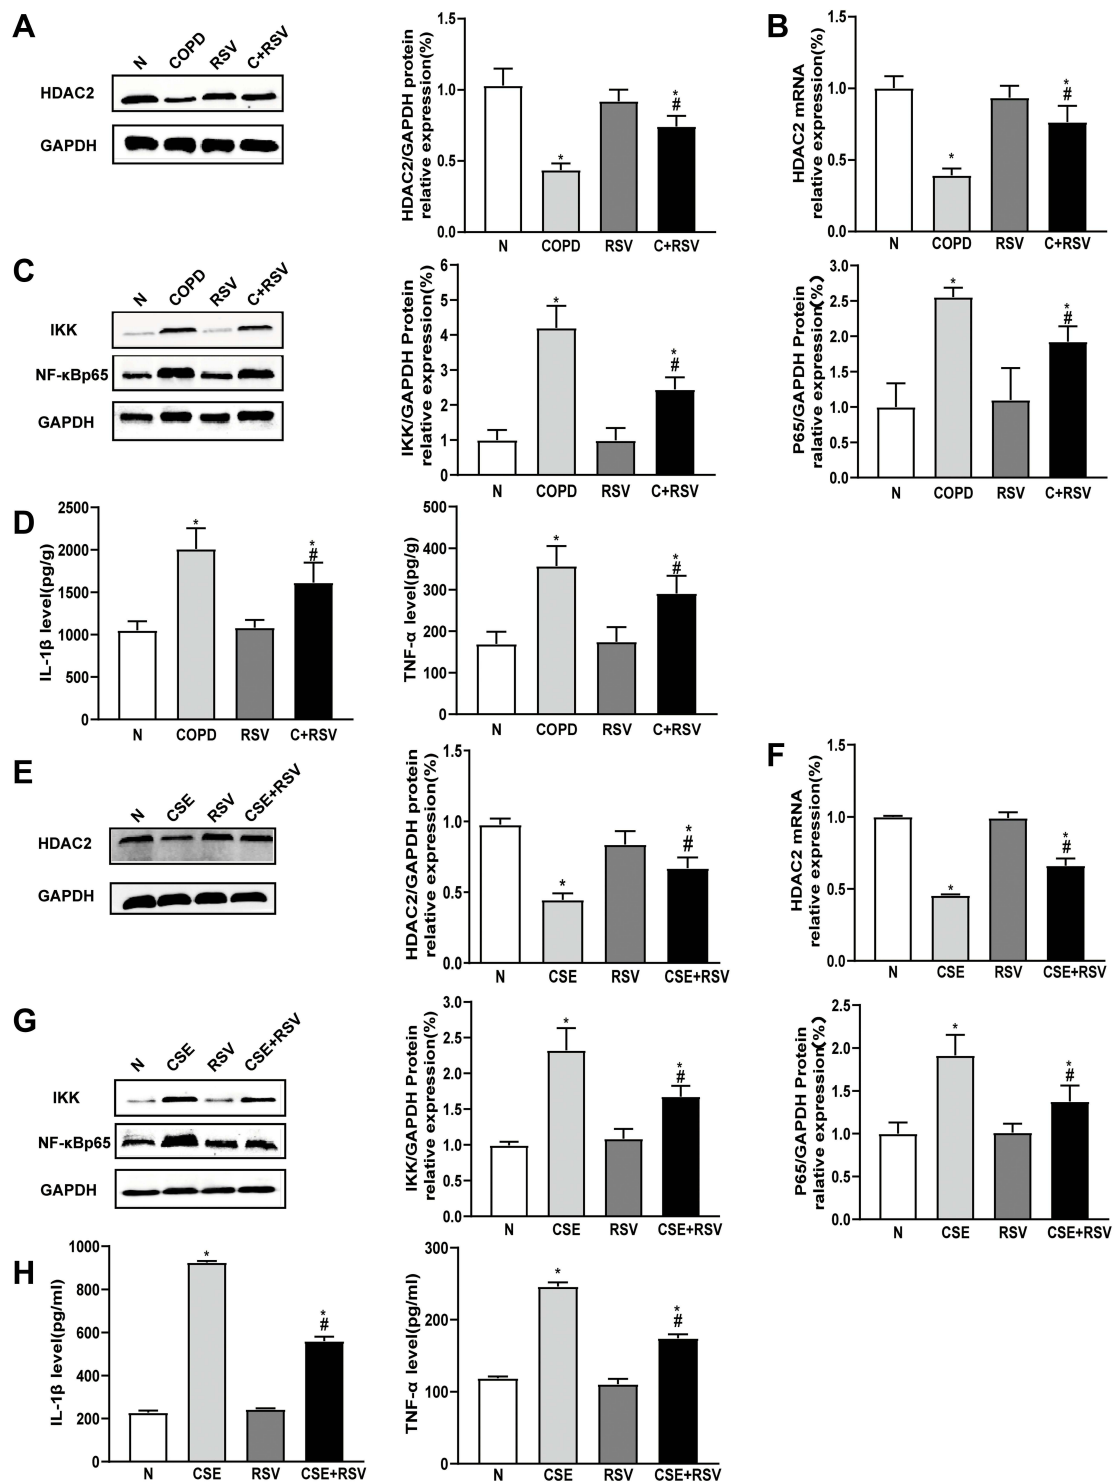 A
N COPD RSV C+RSV
HDAC2
GAPDH
HDAC2/GAPDH protein
relative expression(%)
1.5
1.0
0.5
0.0
* * #
N COPD RSV C+RSV
B
HDAC2 mRNA
relative expression(%)
1.5
1.0
0.5
0.0
* * #
N COPD RSV C+RSV
C
N COPD RSV C+RSV
IKK
NF-κBp65
GAPDH
IKK/GAPDH Protein
relative expression(%)
6
5
4
3
2
1
0
* * #
N COPD RSV C+RSV
P65/GAPDH Protein
ralative expression(%)
3.0
2.5
2.0
1.5
1.0
0.5
0.0
* * #
N COPD RSV C+RSV
D
IL-1β level(pg/g)
2500
2000
1500
1000
500
0
* * #
N COPD RSV C+RSV
TNF-α level(pg/g)
500
400
300
200
100
0
* * #
N COPD RSV C+RSV
E
N CSE RSV CSE+RSV
HDAC2
GAPDH
HDAC2/GAPDH protein
relative expression(%)
1.5
1.0
0.5
0.0
* * #
N CSE RSV CSE+RSV
F
HDAC2 mRNA
relative expression(%)
1.5
1.0
0.5
0.0
* * #
N CSE RSV CSE+RSV
G
N CSE RSV CSE+RSV
IKK
NF-κBp65
GAPDH
IKK/GAPDH Protein
relative expression(%)
3.0
2.5
2.0
1.5
1.0
0.5
0.0
* * #
N CSE RSV CSE+RSV
P65/GAPDH Protein
ralative expression(%)
2.5
2.0
1.5
1.0
0.5
0.0
* * #
N CSE RSV CSE+RSV
H
IL-1β level(pg/ml)
1000
800
600
400
200
0
* * #
N CSE RSV CSE+RSV
TNF-α level(pg/ml)
300
200
100
0
* * #
N CSE RSV CSE+RSV